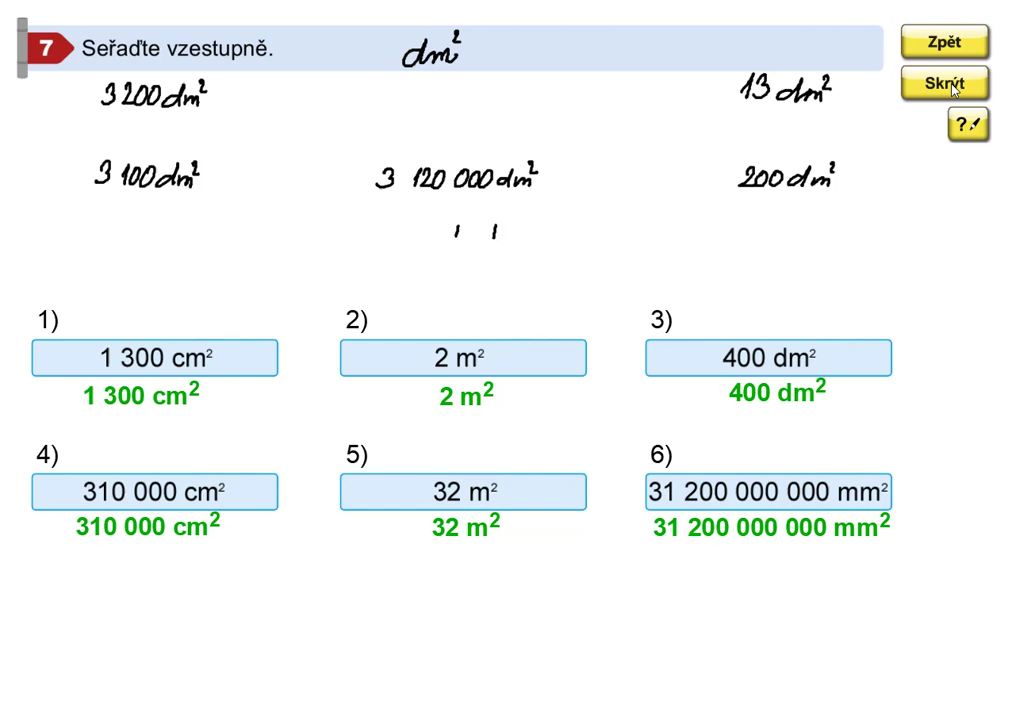 7 Seřaďte vzestupně. dm² Zpět
3 200 dm² 13 dm² Skrýt
?
3 100 dm² 3 120 000 dm² 200 dm²
1) 2) 3)
1 300 cm² 2 m² 400 dm²
1 300 cm² 2 m² 400 dm²
4) 5) 6)
310 000 cm² 32 m² 31 200 000 000 mm²
310 000 cm² 32 m² 31 200 000 000 mm²